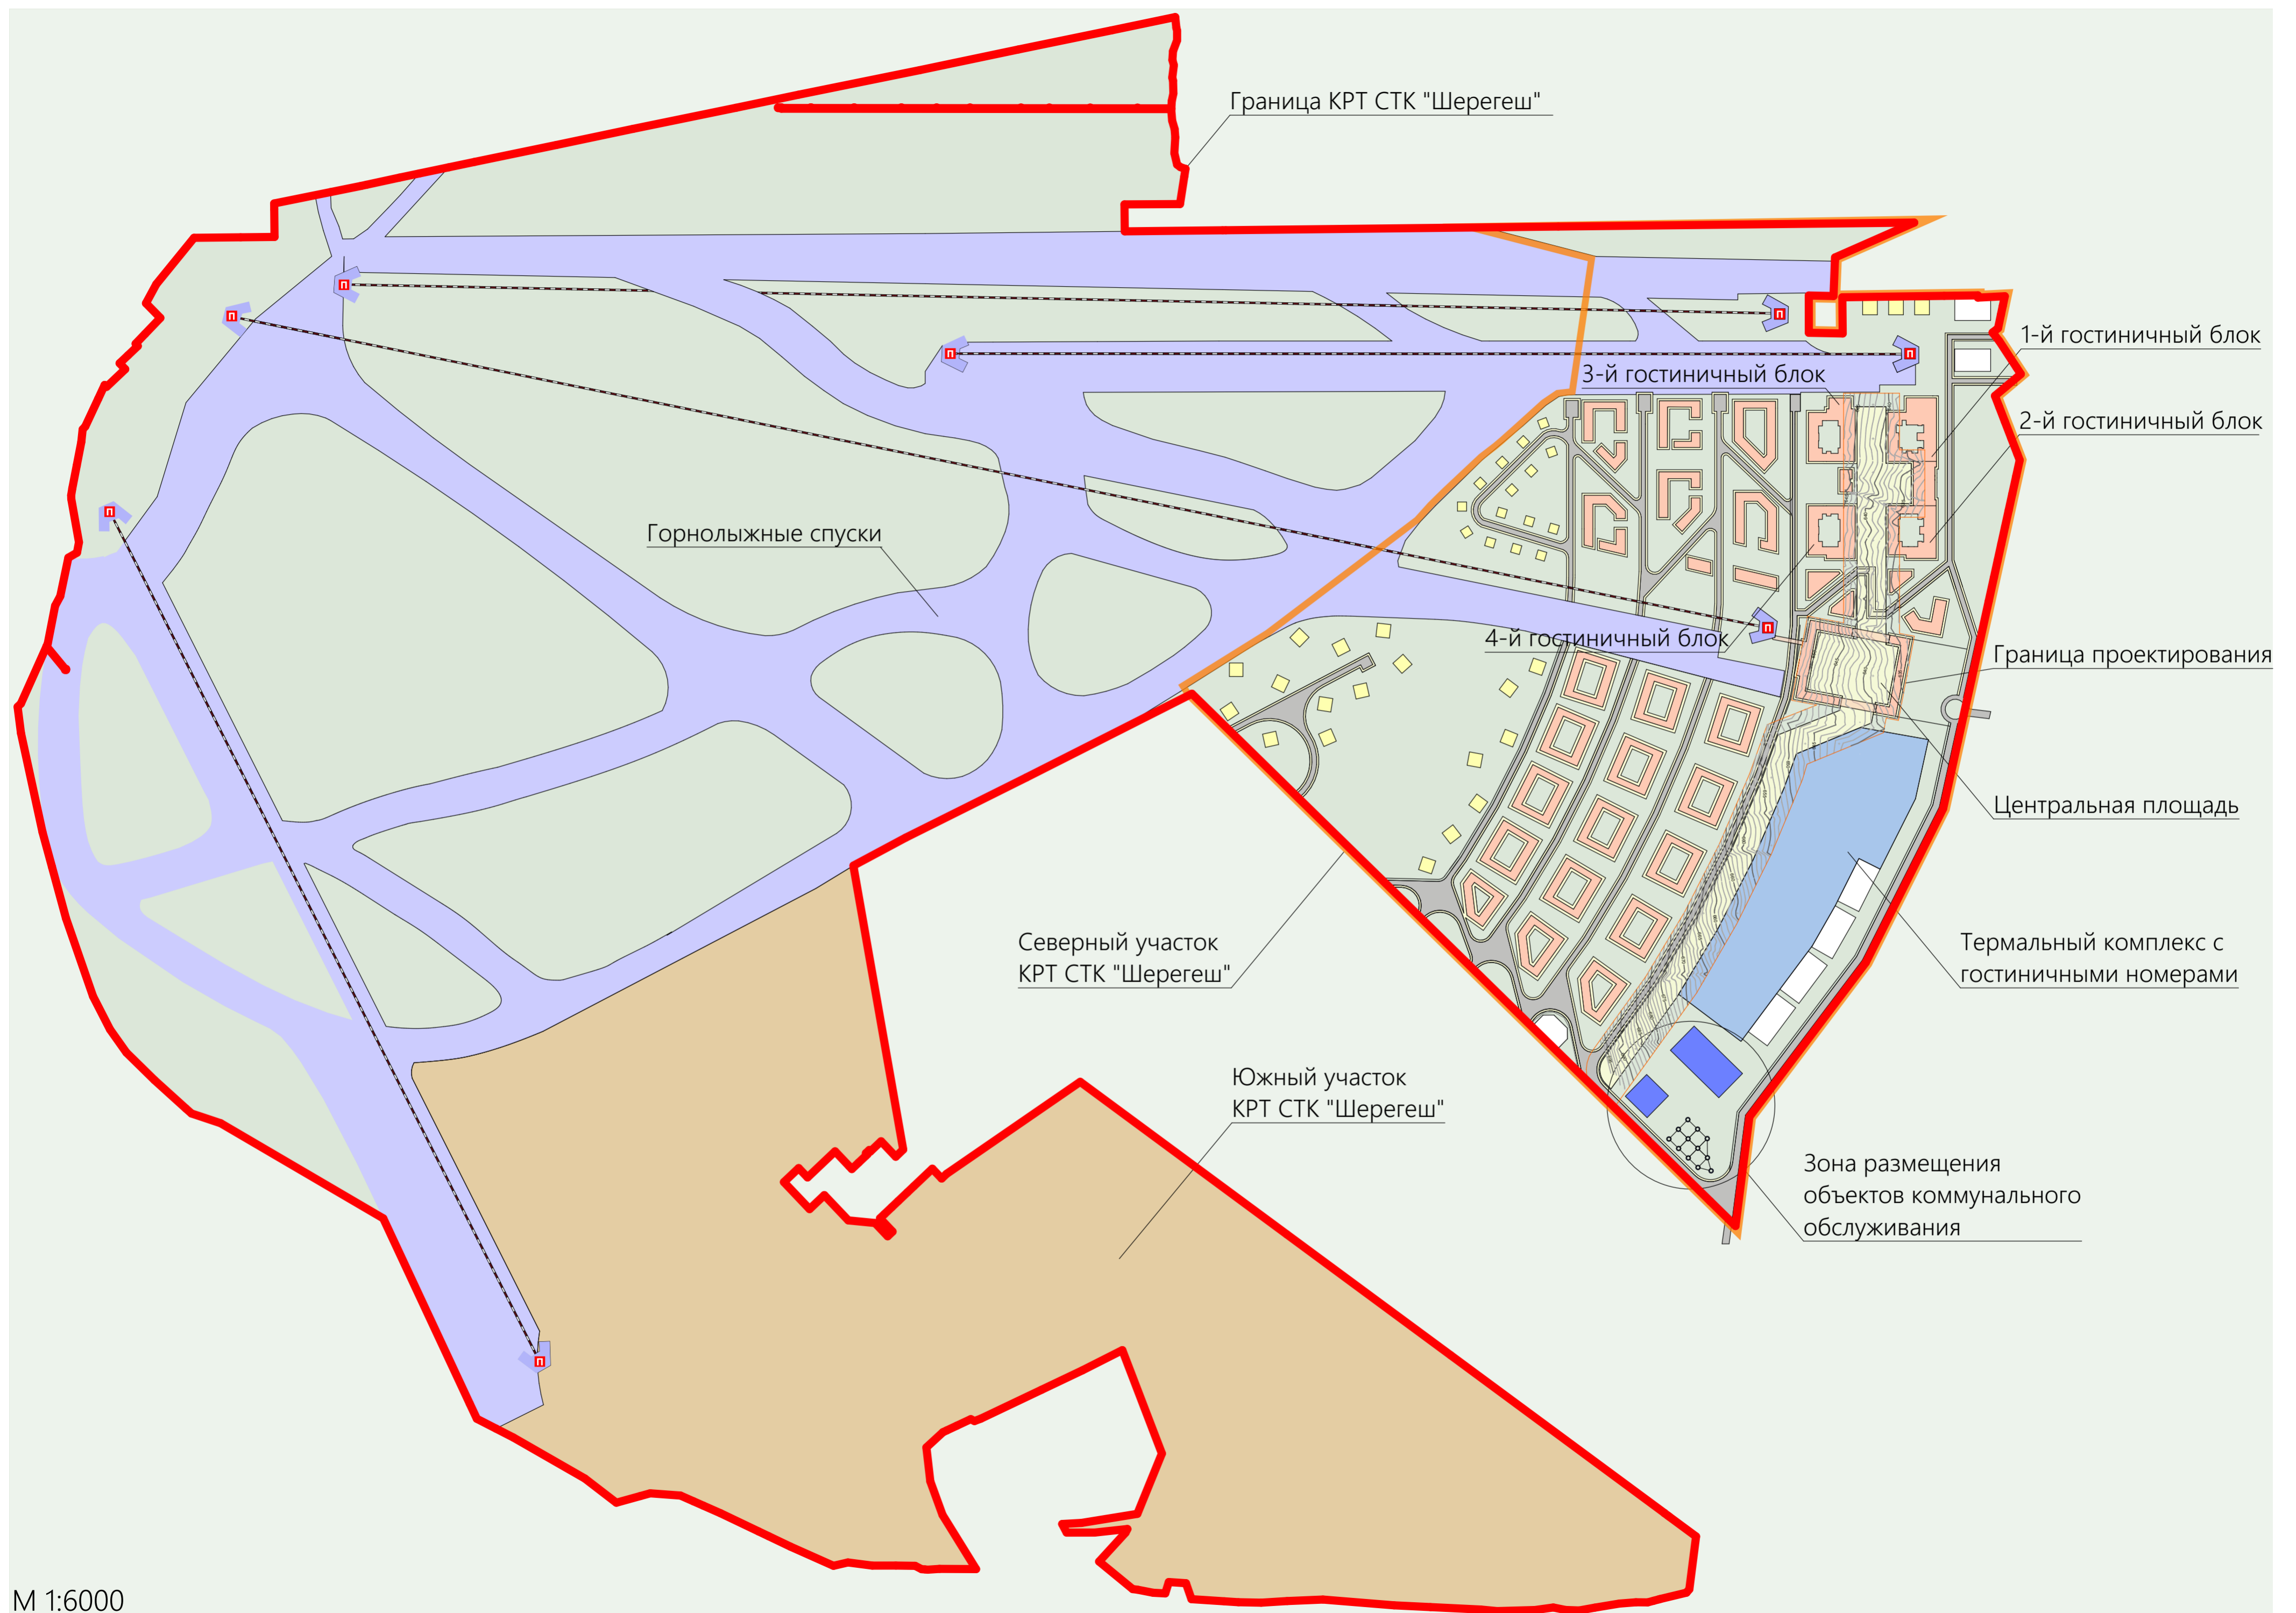 Граница КРТ СТК "Шерегеш"
1-й гостиничный блок
3-й гостиничный блок
2-й гостиничный блок
Горнолыжные спуски
4-й гостиничный блок
Граница проектирования
Центральная площадь
Северный участок
КРТ СТК "Шерегеш"
Термальный комплекс с
гостиничными номерами
Южный участок
КРТ СТК "Шерегеш"
Зона размещения
объектов коммунального
обслуживания
М 1:6000
П
П
П
П
П
П
П
П